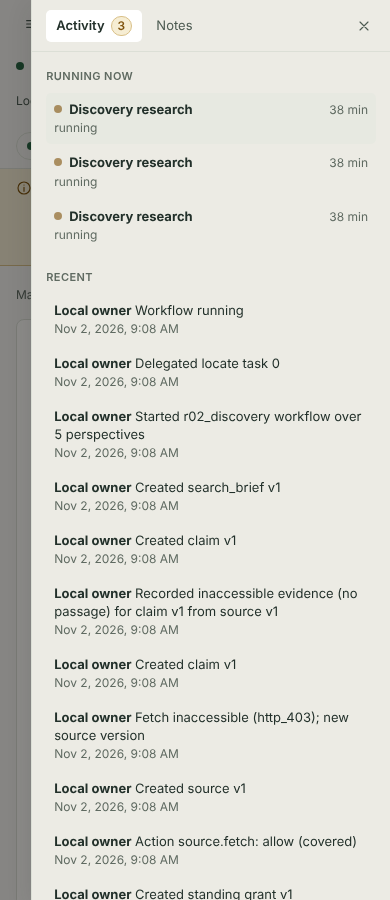 Activity 3 Notes
RUNNING NOW
Discovery research 38 min
running
Discovery research 38 min
running
Discovery research 38 min
running
Lo
Ma
RECENT
Local owner Workflow running
Nov 2, 2026, 9:08 AM
Local owner Delegated locate task 0
Nov 2, 2026, 9:08 AM
Local owner Started r02_discovery workflow over
5 perspectives
Nov 2, 2026, 9:08 AM
Local owner Created search_brief v1
Nov 2, 2026, 9:08 AM
Local owner Created claim v1
Nov 2, 2026, 9:08 AM
Local owner Recorded inaccessible evidence (no
passage) for claim v1 from source v1
Nov 2, 2026, 9:08 AM
Local owner Created claim v1
Nov 2, 2026, 9:08 AM
Local owner Fetch inaccessible (http_403); new
source version
Nov 2, 2026, 9:08 AM
Local owner Created source v1
Nov 2, 2026, 9:08 AM
Local owner Action source.fetch: allow (covered)
Nov 2, 2026, 9:08 AM
Local owner Created standing grant v1